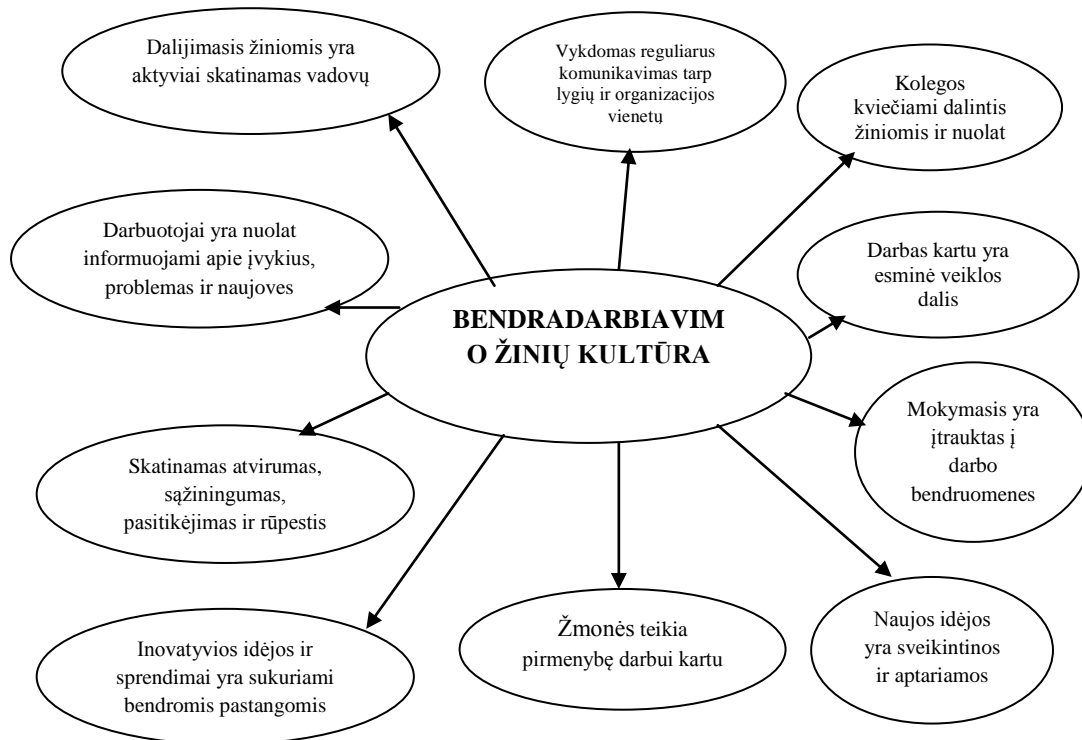 Dalijimasis žiniomis yra
aktyviai skatinamas vadovų
Vykdomas reguliarus
komunikavimas tarp
lygių ir organizacijos
vienetų
Kolegos
kviečiami dalintis
žiniomis ir nuolat
Darbuotojai yra nuolat
informuojami apie įvykius,
problemas ir naujoves
Darbas kartu yra
esminė veiklos
dalis
BENDRADARBIAVIM
O ŽINIŲ KULTŪRA
Mokymasis yra
įtrauktas į
darbo
bendruomenes
Skatinamas atvirumas,
sąžiningumas,
pasitikėjimas ir rūpestis
Inovatyvios idėjos ir
sprendimai yra sukuriami
bendromis pastangomis
Žmonės teikia
pirmenybę darbui kartu
Naujos idėjos
yra sveikintinos
ir aptariamos